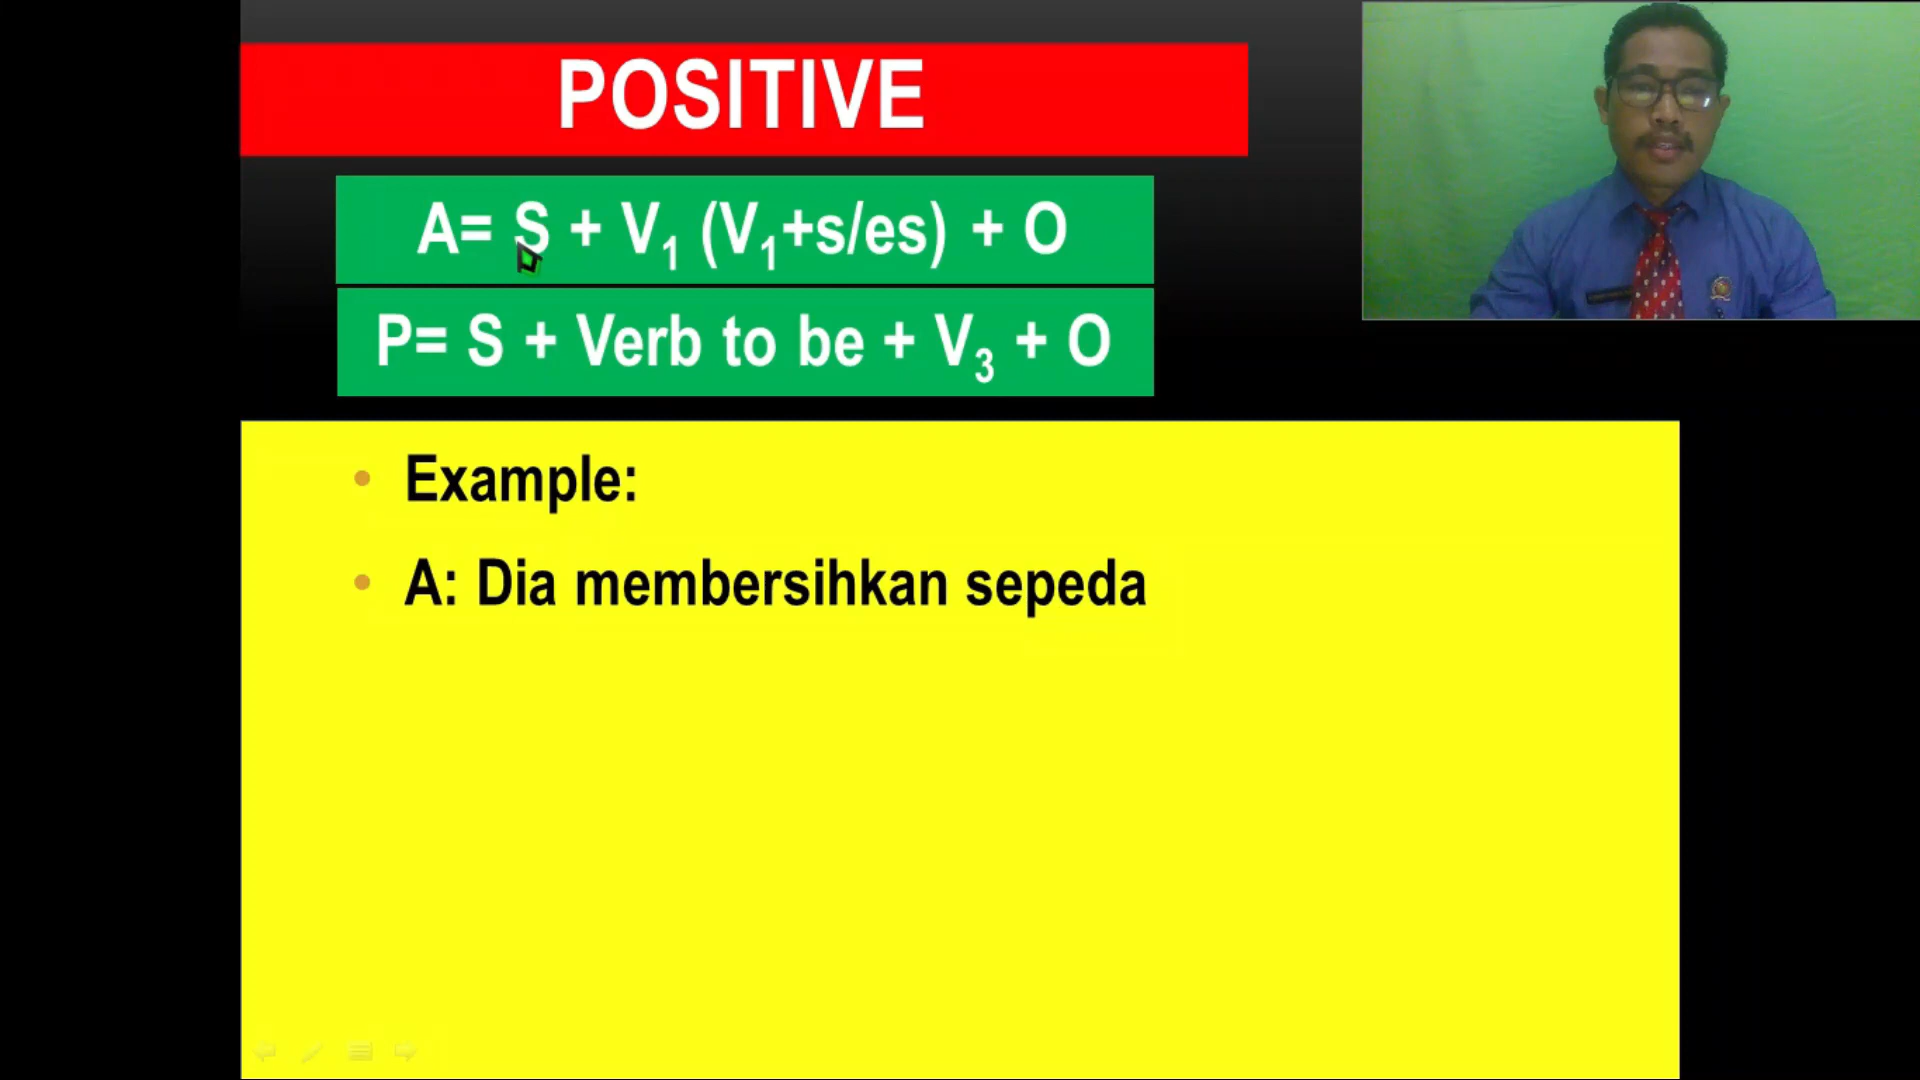 POSITIVE
A= S + V₁ (V₁+s/es) + O
P= S + Verb to be + V₃ + O
• Example:
• A: Dia membersihkan sepeda